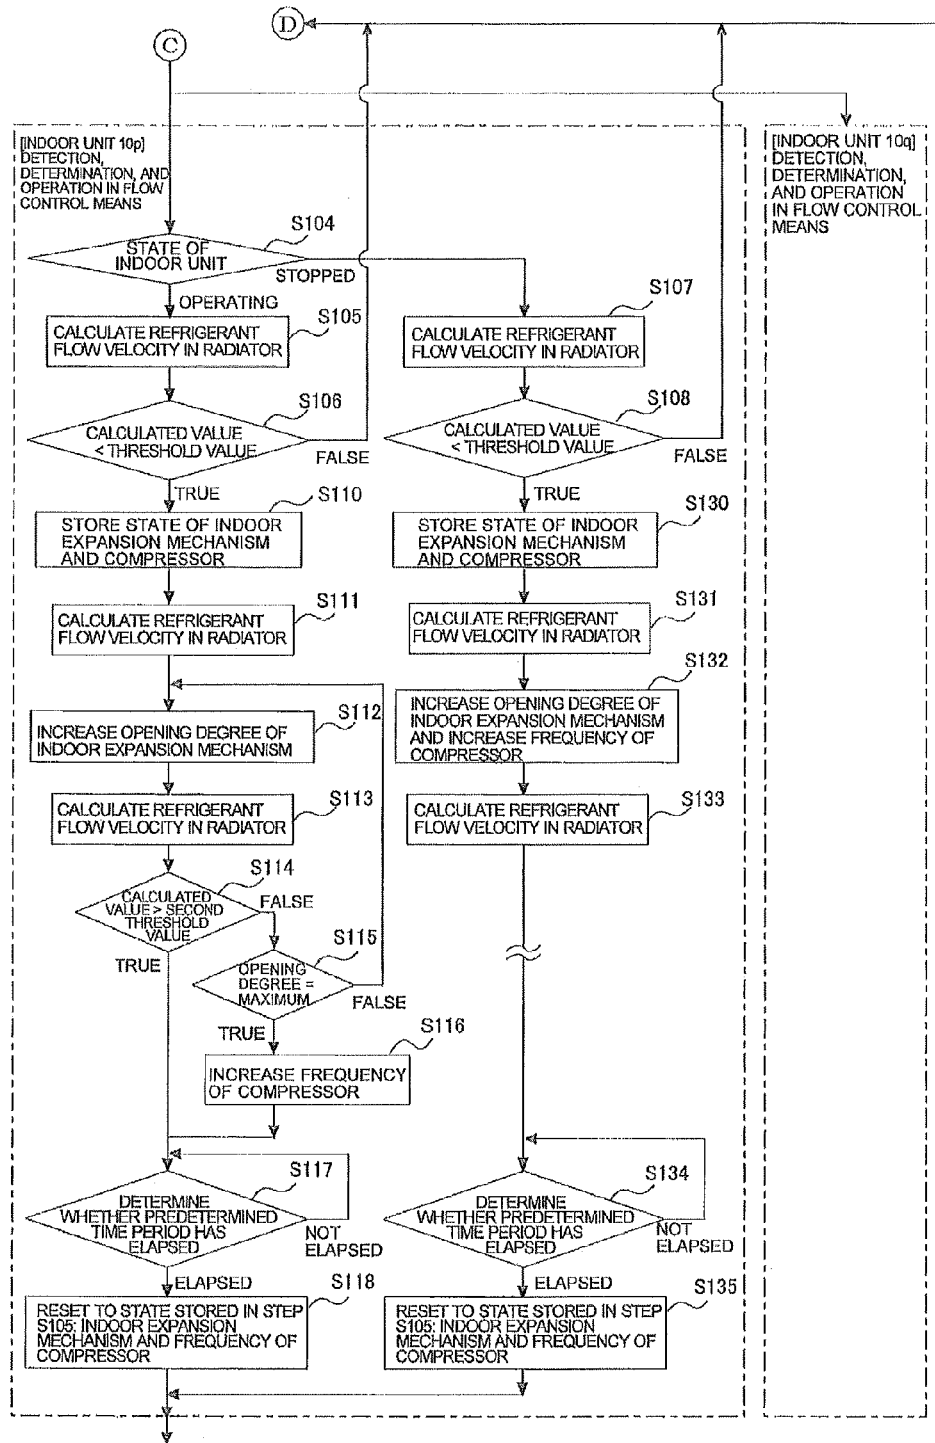 D
C
[INDOOR UNIT 10p]
DETECTION,
DETERMINATION, AND
OPERATION IN FLOW
CONTROL MEANS
[INDOOR UNIT 10q]
DETECTION,
DETERMINATION,
AND OPERATION
IN FLOW CONTROL
MEANS
S104
STATE OF
INDOOR UNIT
STOPPED
OPERATING
S105
CALCULATE REFRIGERANT
FLOW VELOCITY IN RADIATOR
S107
CALCULATE REFRIGERANT
FLOW VELOCITY IN RADIATOR
S106
CALCULATED VALUE
< THRESHOLD VALUE
FALSE
TRUE
S108
CALCULATED VALUE
< THRESHOLD VALUE
FALSE
TRUE
S110
STORE STATE OF INDOOR
EXPANSION MECHANISM
AND COMPRESSOR
S130
STORE STATE OF INDOOR
EXPANSION MECHANISM
AND COMPRESSOR
S111
CALCULATE REFRIGERANT
FLOW VELOCITY IN RADIATOR
S131
CALCULATE REFRIGERANT
FLOW VELOCITY IN RADIATOR
S112
INCREASE OPENING DEGREE OF
INDOOR EXPANSION MECHANISM
S132
INCREASE OPENING DEGREE OF
INDOOR EXPANSION MECHANISM
AND INCREASE FREQUENCY OF
COMPRESSOR
S113
CALCULATE REFRIGERANT
FLOW VELOCITY IN RADIATOR
S133
CALCULATE REFRIGERANT
FLOW VELOCITY IN RADIATOR
S114
CALCULATED
VALUE > SECOND
THRESHOLD
VALUE
FALSE
TRUE
S115
OPENING
DEGREE =
MAXIMUM
FALSE
TRUE
S116
INCREASE FREQUENCY
OF COMPRESSOR
S117
DETERMINE
WHETHER PREDETERMINED
TIME PERIOD HAS
ELAPSED
NOT
ELAPSED
ELAPSED
S134
DETERMINE
WHETHER PREDETERMINED
TIME PERIOD HAS
ELAPSED
NOT
ELAPSED
ELAPSED
S118
RESET TO STATE STORED IN STEP
S105: INDOOR EXPANSION
MECHANISM AND FREQUENCY OF
COMPRESSOR
S135
RESET TO STATE STORED IN STEP
S105: INDOOR EXPANSION
MECHANISM AND FREQUENCY OF
COMPRESSOR